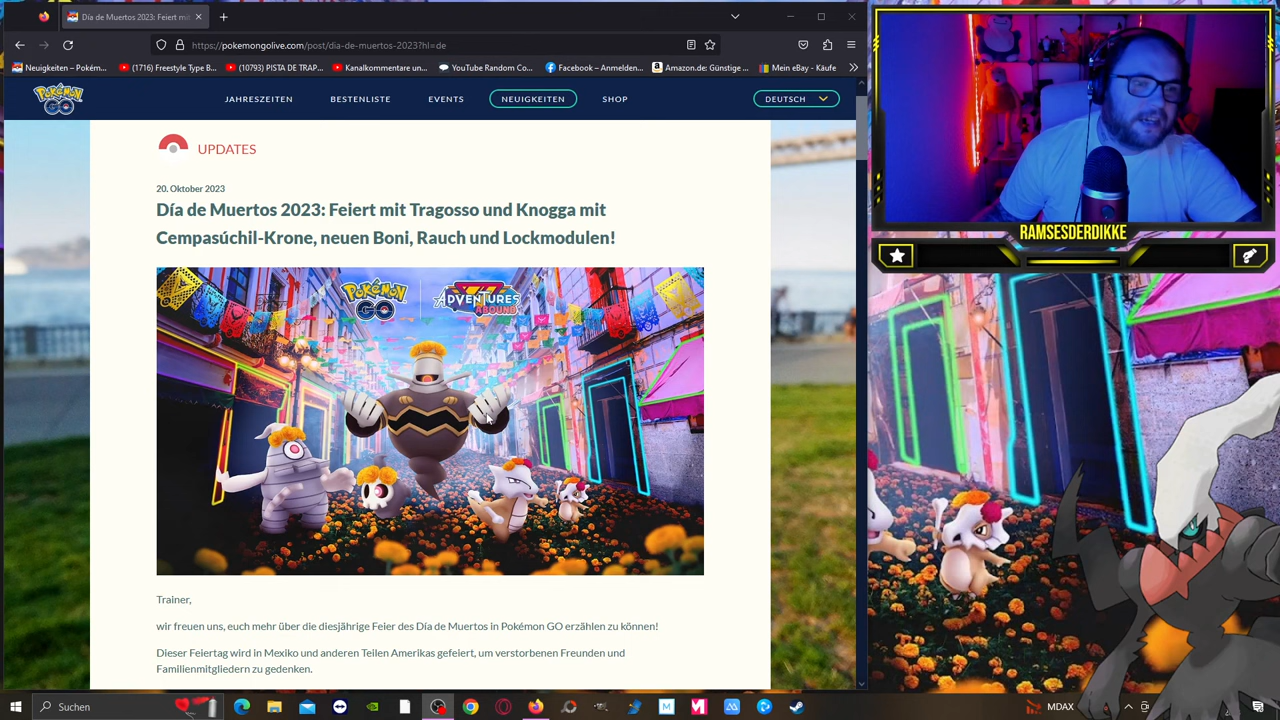 Día de Muertos 2023: Feiert mit
https://pokemongolive.com/post/dia-de-muertos-2023?hl=de
Neuigkeiten – Pokém...
(1716) Freestyle Type B...
(10793) PISTA DE TRAP...
Kanalkommentare un...
YouTube Random Co...
Facebook – Anmelden...
Amazon.de: Günstige ...
Mein eBay - Käufe
POKÉMON GO
JAHRESZEITEN
BESTENLISTE
EVENTS
NEUIGKEITEN
SHOP
DEUTSCH
UPDATES
20. Oktober 2023
Día de Muertos 2023: Feiert mit Tragosso und Knogga mit
Cempasúchil-Krone, neuen Boni, Rauch und Lockmodulen!
POKÉMON GO
ADVENTURES
ABOUND
Trainer,
wir freuen uns, euch mehr über die diesjährige Feier des Día de Muertos in Pokémon GO erzählen zu können!
Dieser Feiertag wird in Mexiko und anderen Teilen Amerikas gefeiert, um verstorbenen Freunden und
Familienmitgliedern zu gedenken.
RAMSESDERDIKKE
Suchen
MDAX